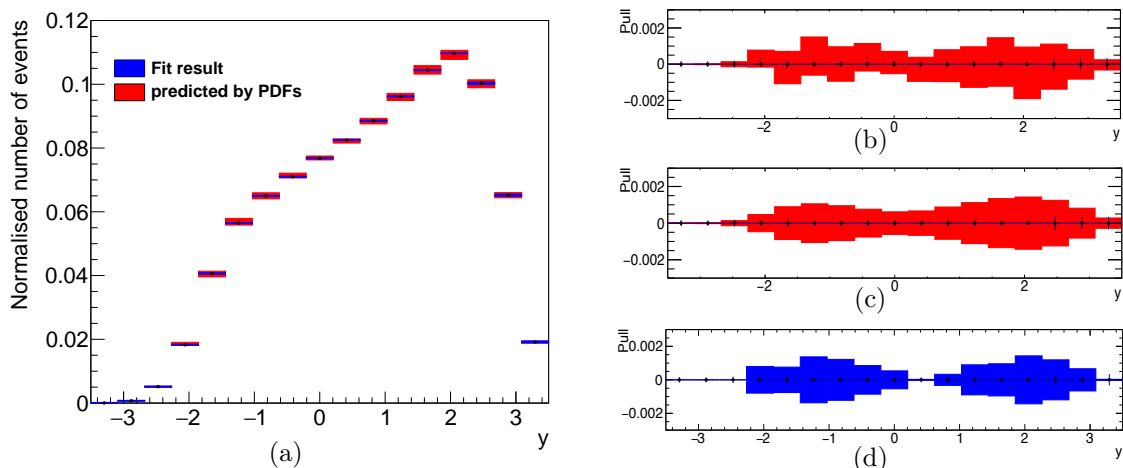 Normalised number of events
0.12
0.1
0.08
0.06
0.04
0.02
0
Fit result
predicted by PDFs
−3 −2 −1 0 1 2 3
y
(a)
Pull
0.002
0
−0.002
−2 0 2
y
(b)
Pull
0.002
0
−0.002
−2 0 2
y
(c)
Pull
0.002
0
−0.002
−3 −2 −1 0 1 2 3
y
(d)